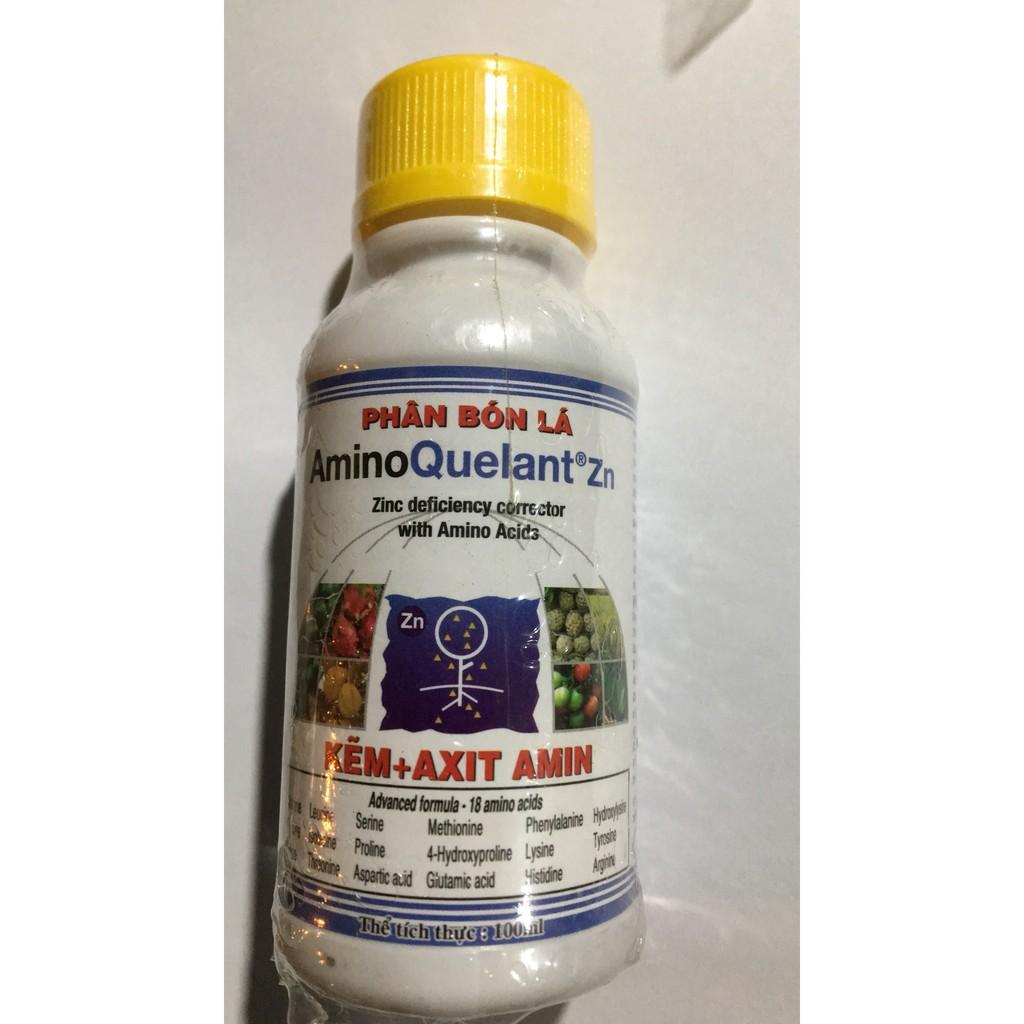 PHÂN BÓN LÁ
AminoQuelant®Zn
Zinc deficiency corrector
with Amino Acids
Zn
KẼM+AXIT AMIN
Advanced formula - 18 amino acids
Leucine Serine Methionine Phenylalanine Hydroxylysine
Proline 4-Hydroxyproline Lysine Tyrosine
Threonine Aspartic acid Glutamic acid Histidine Arginine
Thể tích thực : 100ml